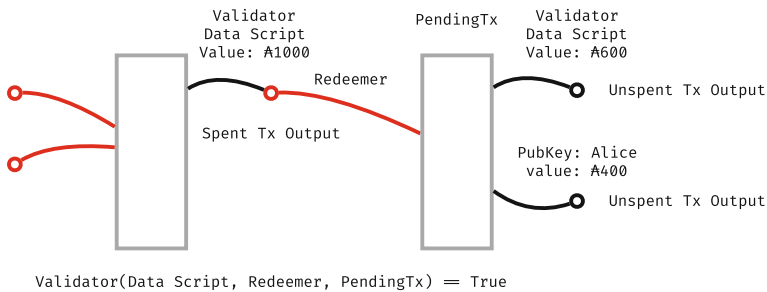 Validator
Data Script
Value: ₳1000
Redeemer
Spent Tx Output
PendingTx
Validator
Data Script
Value: ₳600
Unspent Tx Output
PubKey: Alice
value: ₳400
Unspent Tx Output
Validator(Data Script, Redeemer, PendingTx) == True